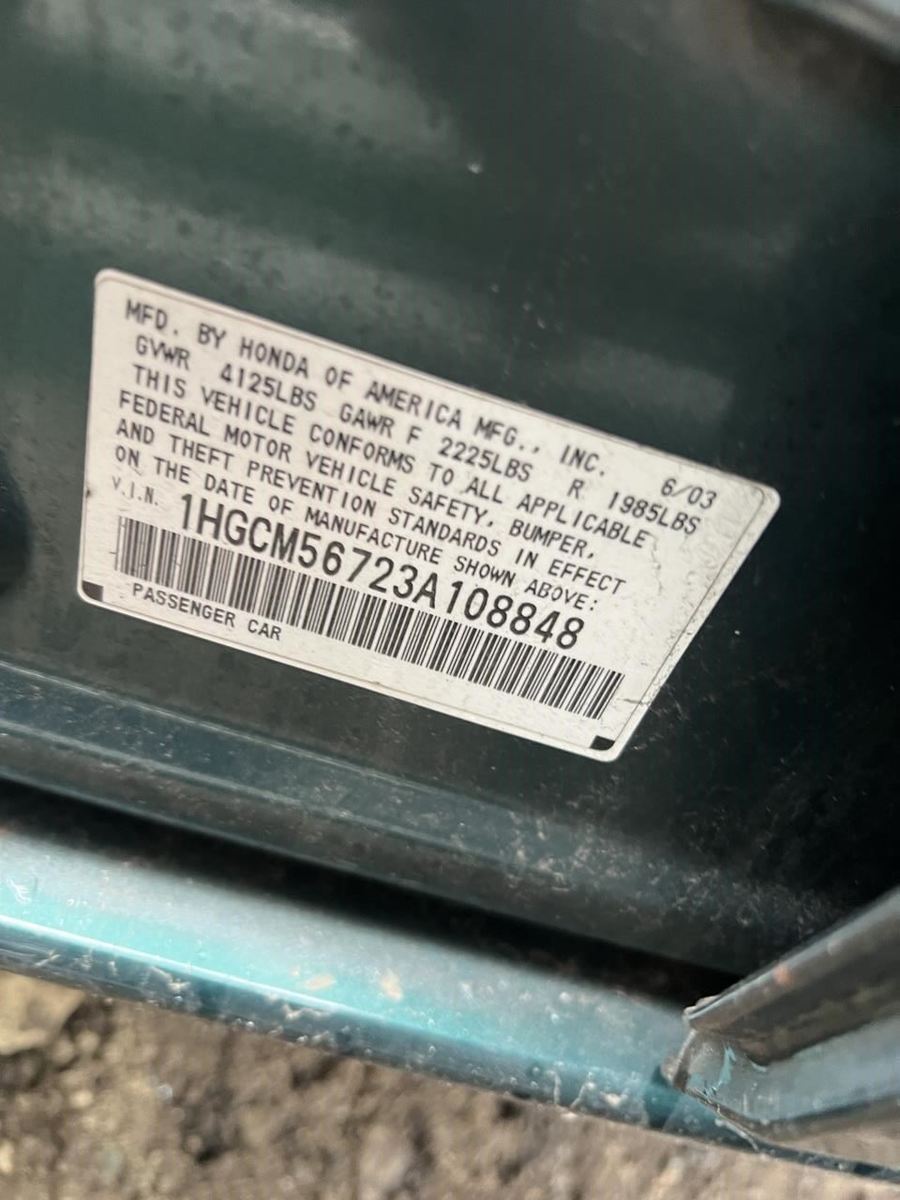 MFD. BY HONDA OF AMERICA MFG., INC. 6/03
GVWR 4125LBS GAWR F 2225LBS R 1985LBS
THIS VEHICLE CONFORMS TO ALL APPLICABLE
FEDERAL MOTOR VEHICLE SAFETY, BUMPER,
AND THEFT PREVENTION STANDARDS IN EFFECT
ON THE DATE OF MANUFACTURE SHOWN ABOVE:
V.I.N. 1HGCM56723A108848
PASSENGER CAR